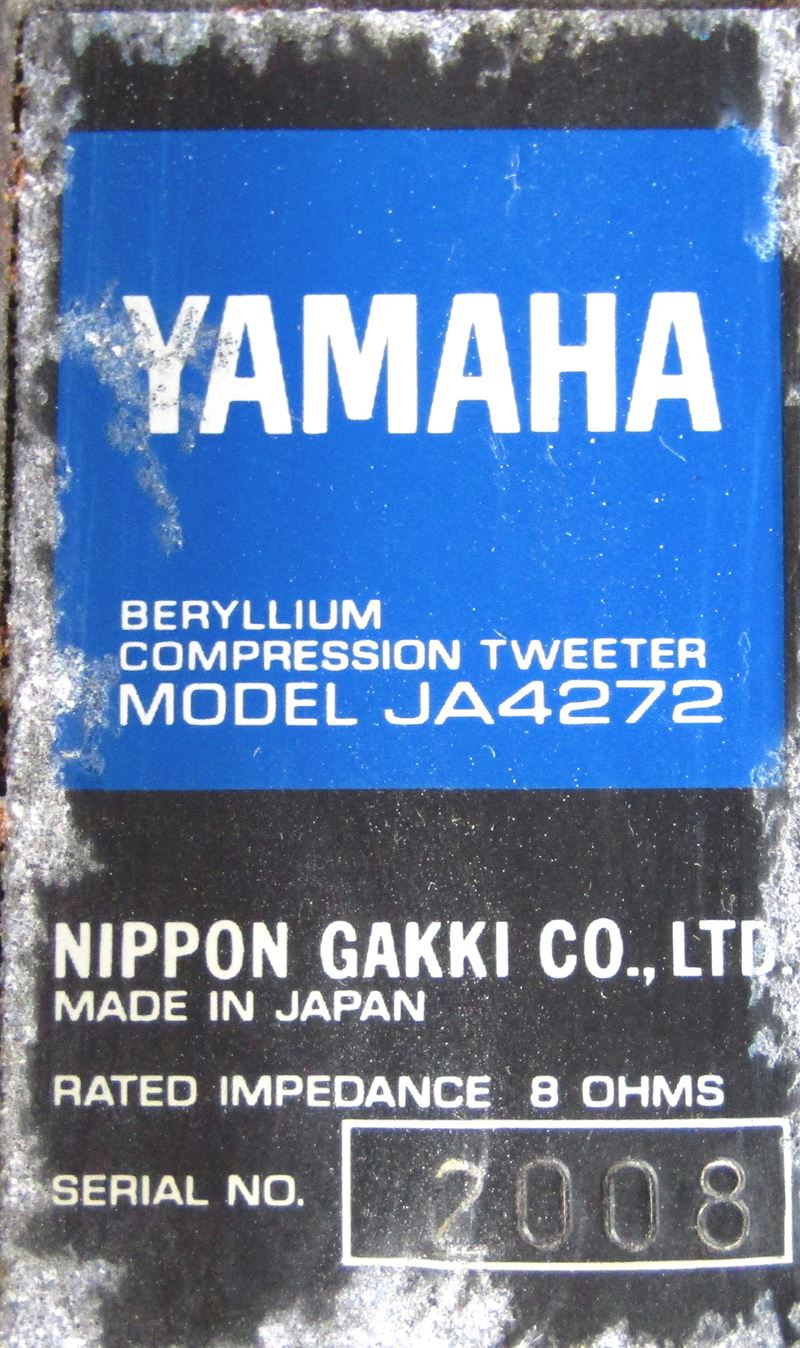 YAMAHA
BERYLLIUM
COMPRESSION TWEETER
MODEL JA4272
NIPPON GAKKI CO., LTD.
MADE IN JAPAN
RATED IMPEDANCE 8 OHMS
SERIAL NO. 2008